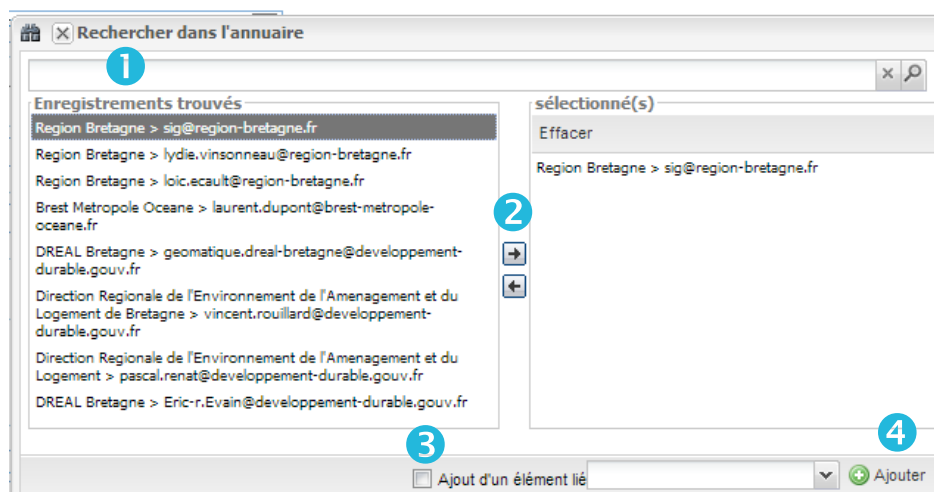 Rechercher dans l'annuaire
1
Enregistrements trouvés
Region Bretagne > sig@region-bretagne.fr
Region Bretagne > lydie.vinsonneau@region-bretagne.fr
Region Bretagne > loic.ecault@region-bretagne.fr
Brest Metropole Oceane > laurent.dupont@brest-metropole-
oceane.fr
DREAL Bretagne > geomatique.dreal-bretagne@developpement-
durable.gouv.fr
Direction Regionale de l'Environnement de l'Amenagement et du
Logement de Bretagne > vincent.rouillard@developpement-
durable.gouv.fr
Direction Regionale de l'Environnement de l'Amenagement et du
Logement > pascal.renat@developpement-durable.gouv.fr
DREAL Bretagne > Eric-r.Evain@developpement-durable.gouv.fr
2
sélectionné(s)
Effacer
Region Bretagne > sig@region-bretagne.fr
3
Ajout d'un élément lié
4
Ajouter